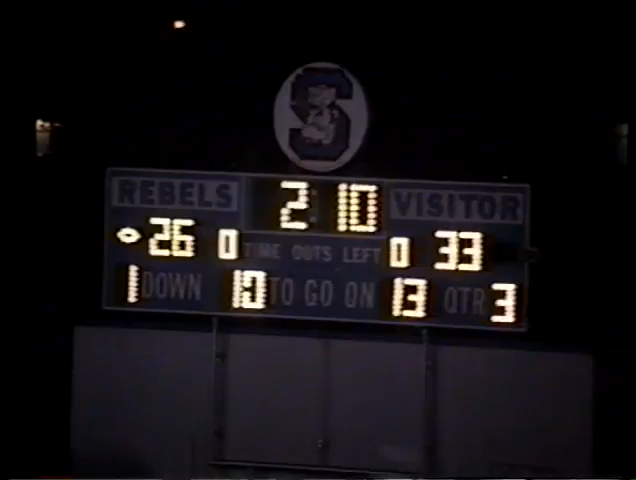 S
REBELS 2:10 VISITOR
26 0 TIME OUTS LEFT 0 33
1 DOWN 10 TO GO ON 13 QTR 3